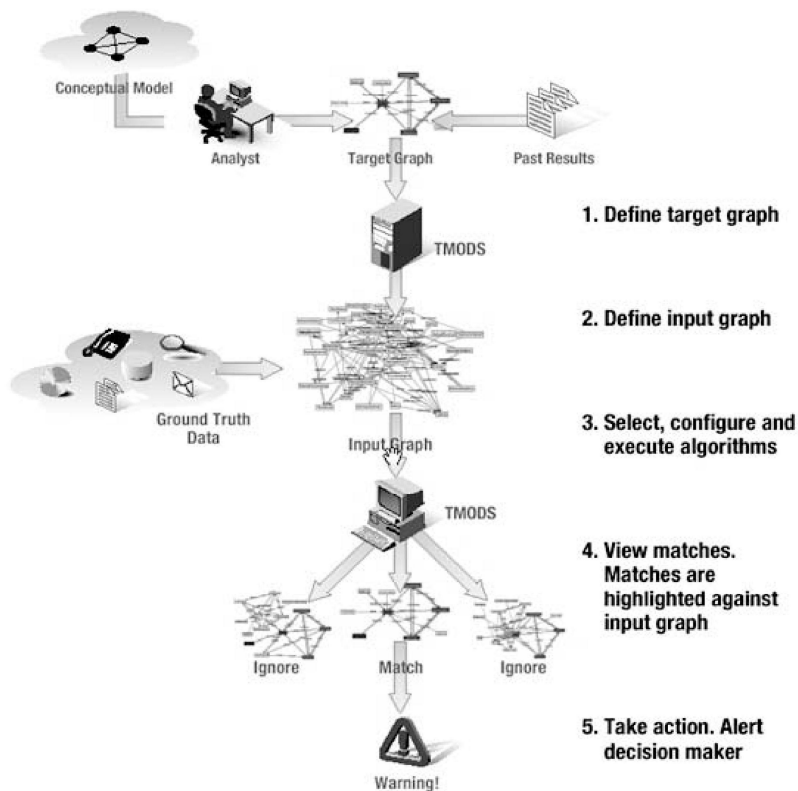 Conceptual Model
Analyst
Target Graph
Past Results
1. Define target graph
TMODS
2. Define input graph
Ground Truth
Data
Input Graph
3. Select, configure and
execute algorithms
TMODS
4. View matches.
Matches are
highlighted against
input graph
Ignore
Match
Ignore
5. Take action. Alert
decision maker
Warning!